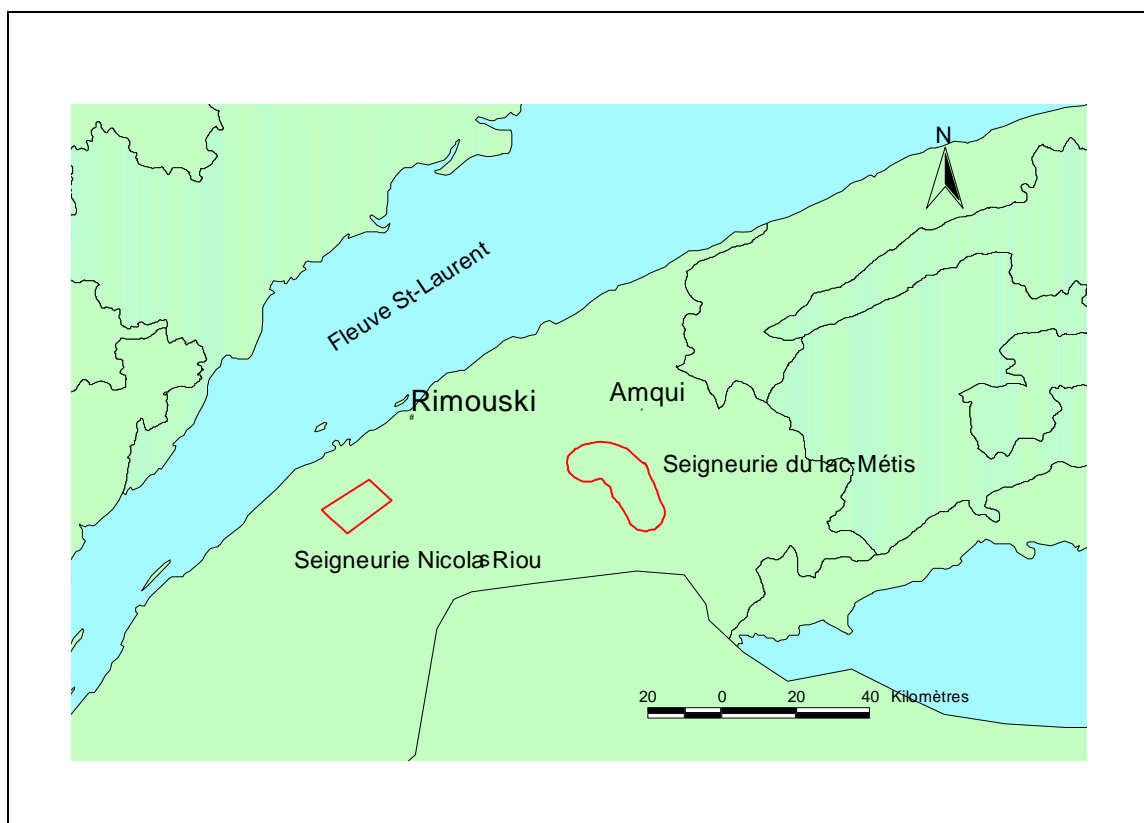 N
Fleuve St-Laurent
Rimouski
Amqui
Seigneurie du lac-Métis
Seigneurie Nicolas Riou
20 0 20 40 Kilomètres